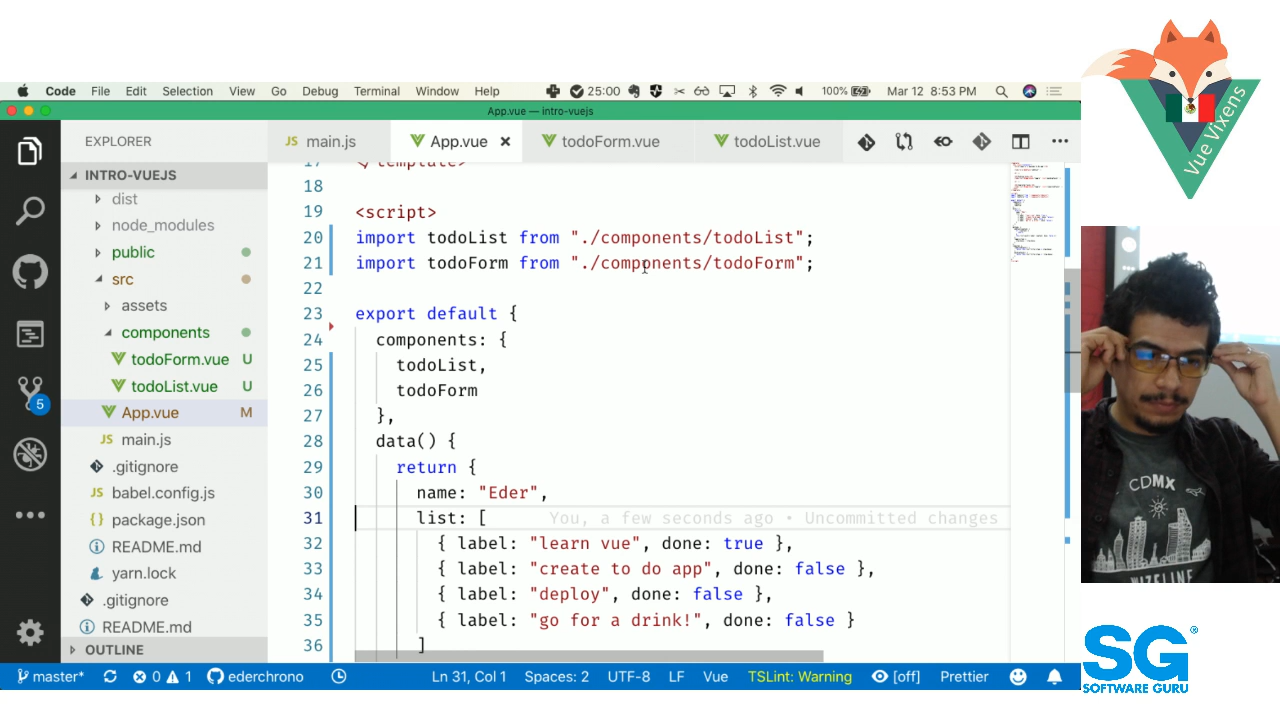 Code File Edit Selection View Go Debug Terminal Window Help 25:00 100% Mar 12 8:53 PM
App.vue — intro-vuejs
EXPLORER
JS main.js
App.vue
todoForm.vue
todoList.vue
INTRO-VUEJS
dist
node_modules
public
src
assets
components
todoForm.vue U
todoList.vue U
App.vue M
JS main.js
.gitignore
JS babel.config.js
{} package.json
README.md
yarn.lock
.gitignore
README.md
OUTLINE
5
17 </template>
18
19 <script>
20 import todoList from "./components/todoList";
21 import todoForm from "./components/todoForm";
22
23 export default {
24 components: {
25 todoList,
26 todoForm
27 },
28 data() {
29 return {
30 name: "Eder",
31 list: [ You, a few seconds ago • Uncommitted changes
32 { label: "learn vue", done: true },
33 { label: "create to do app", done: false },
34 { label: "deploy", done: false },
35 { label: "go for a drink!", done: false }
36 ]
master* 0 1 ederchrono Ln 31, Col 1 Spaces: 2 UTF-8 LF Vue TSLint: Warning [off] Prettier
Vue Vixens
CDMX
WIZELINE
SG®
SOFTWARE GURU